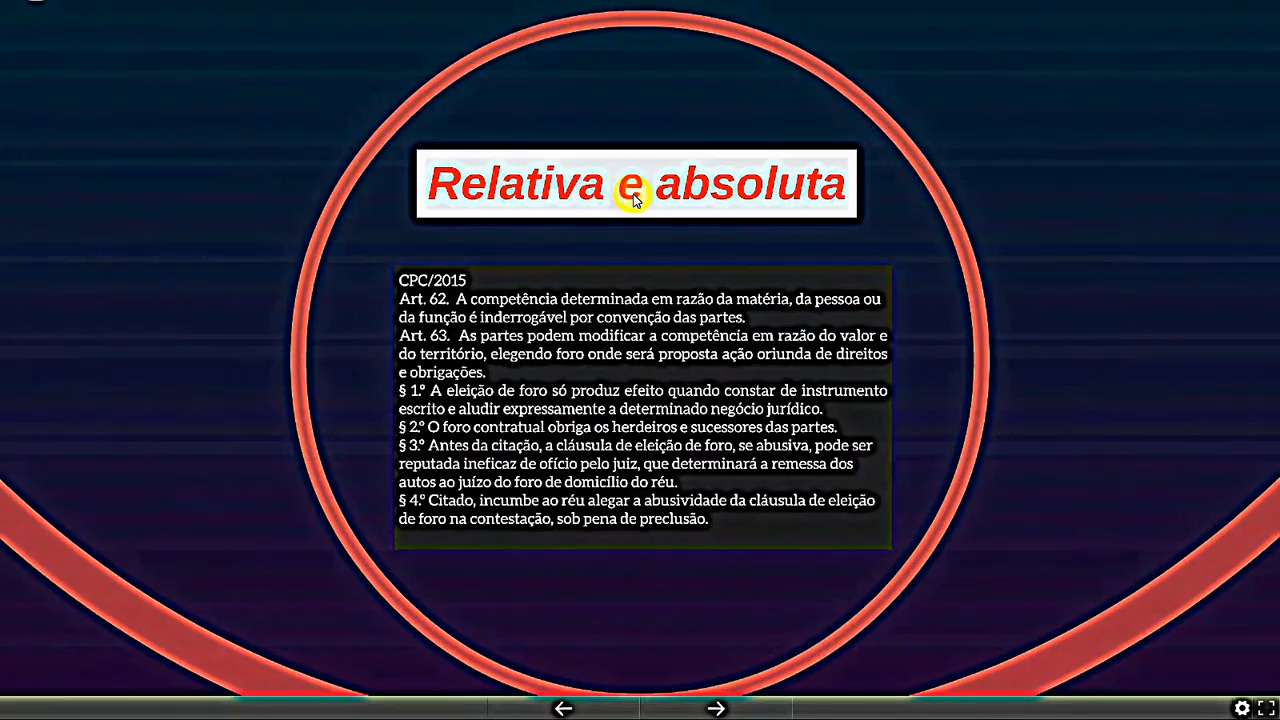 Relativa e absoluta
CPC/2015
Art. 62. A competência determinada em razão da matéria, da pessoa ou
da função é inderrogável por convenção das partes.
Art. 63. As partes podem modificar a competência em razão do valor e
do território, elegendo foro onde será proposta ação oriunda de direitos
e obrigações.
§ 1.º A eleição de foro só produz efeito quando constar de instrumento
escrito e aludir expressamente a determinado negócio jurídico.
§ 2.º O foro contratual obriga os herdeiros e sucessores das partes.
§ 3.º Antes da citação, a cláusula de eleição de foro, se abusiva, pode ser
reputada ineficaz de ofício pelo juiz, que determinará a remessa dos
autos ao juízo do foro de domicílio do réu.
§ 4.º Citado, incumbe ao réu alegar a abusividade da cláusula de eleição
de foro na contestação, sob pena de preclusão.